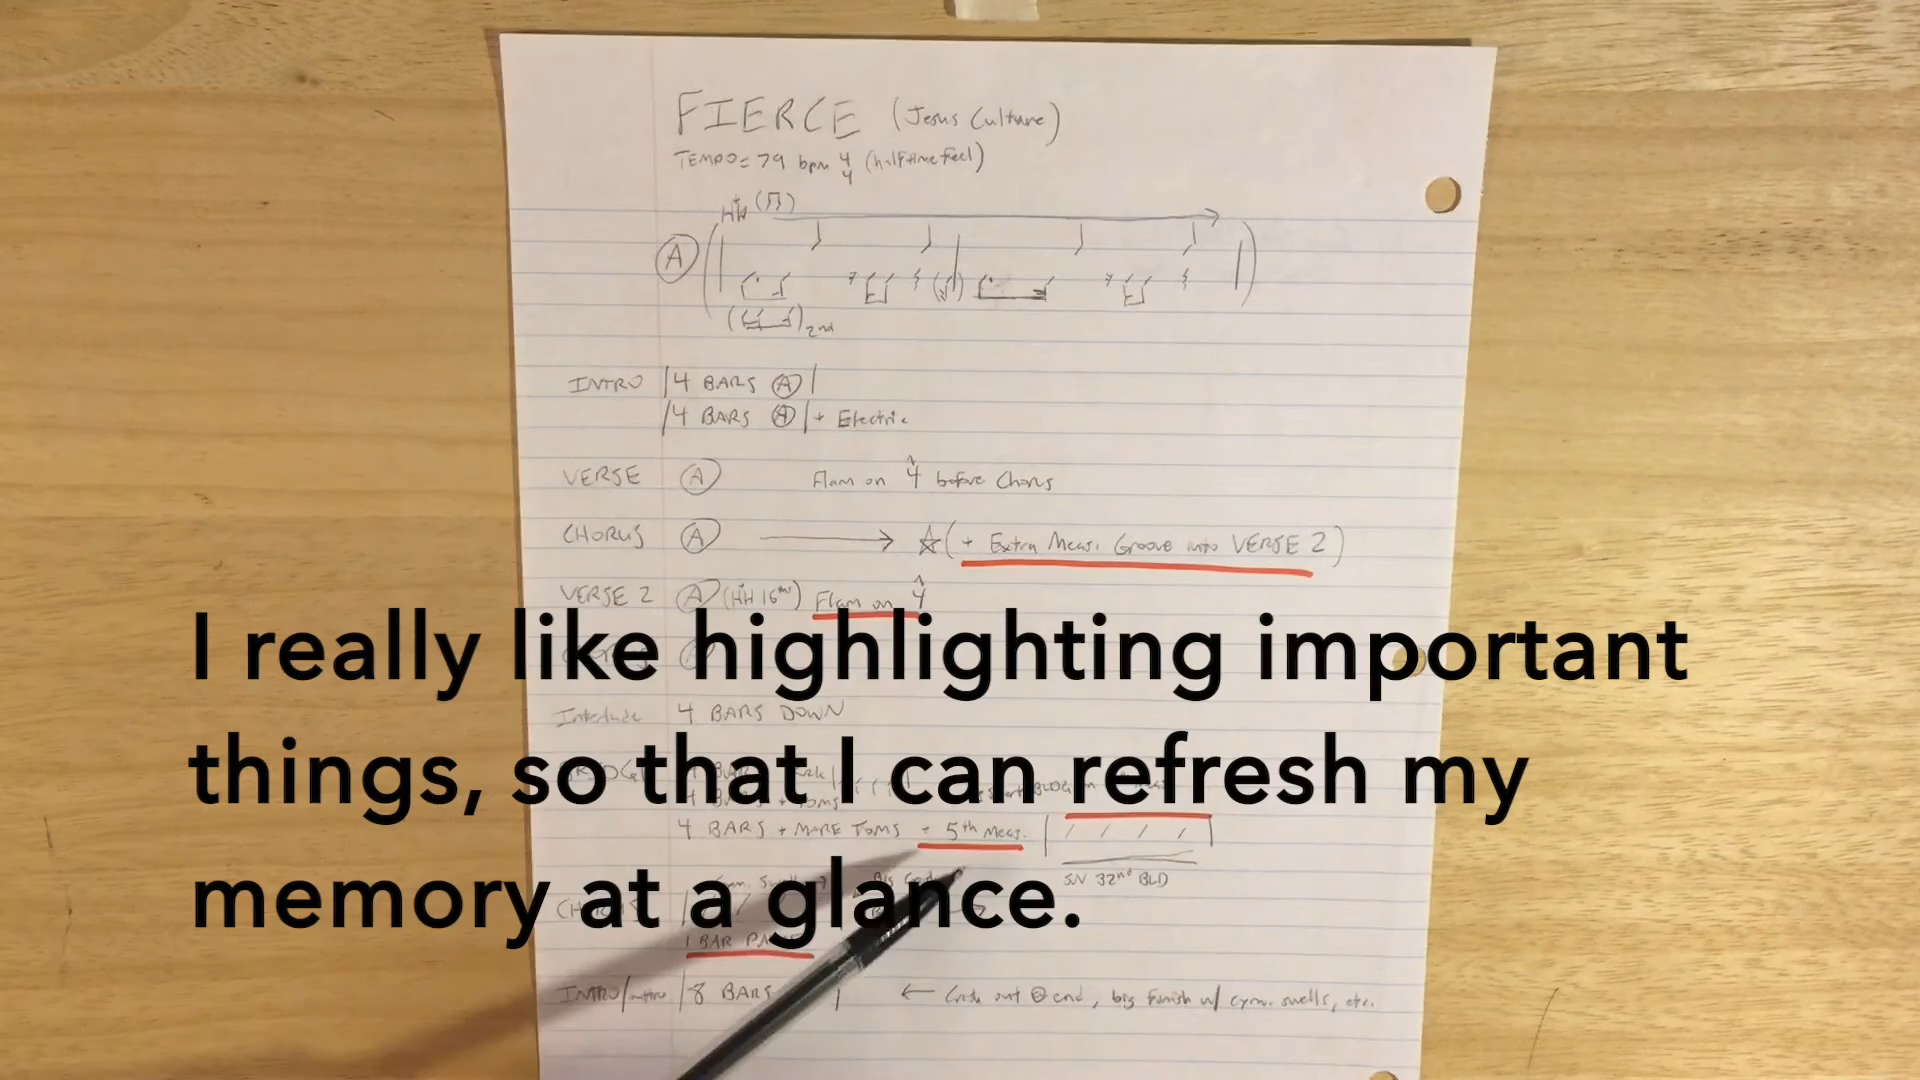 FIERCE (Jesus Culture)
TEMPO = 79 bpm 4/4 (halftime feel)
HH
A
2nd
INTRO |4 BARS A|
|4 BARS A| + Electric
VERSE A Flam on 4 before Chorus
CHORUS A → ☆(+ Extra Meas. Groove into VERSE 2)
VERSE 2 A (HH 16ths) Flam on 4
I really like highlighting important
Interlude 4 BARS DOWN
things, so that I can refresh my
4 BARS + MORE TOMS + 5th Meas. | / / / / |
SN 32nd BLD
memory at a glance.
1 BAR
INTRO/outro |8 BARS | ← Crash out @ end, big finish w/ cym. swells, etc.